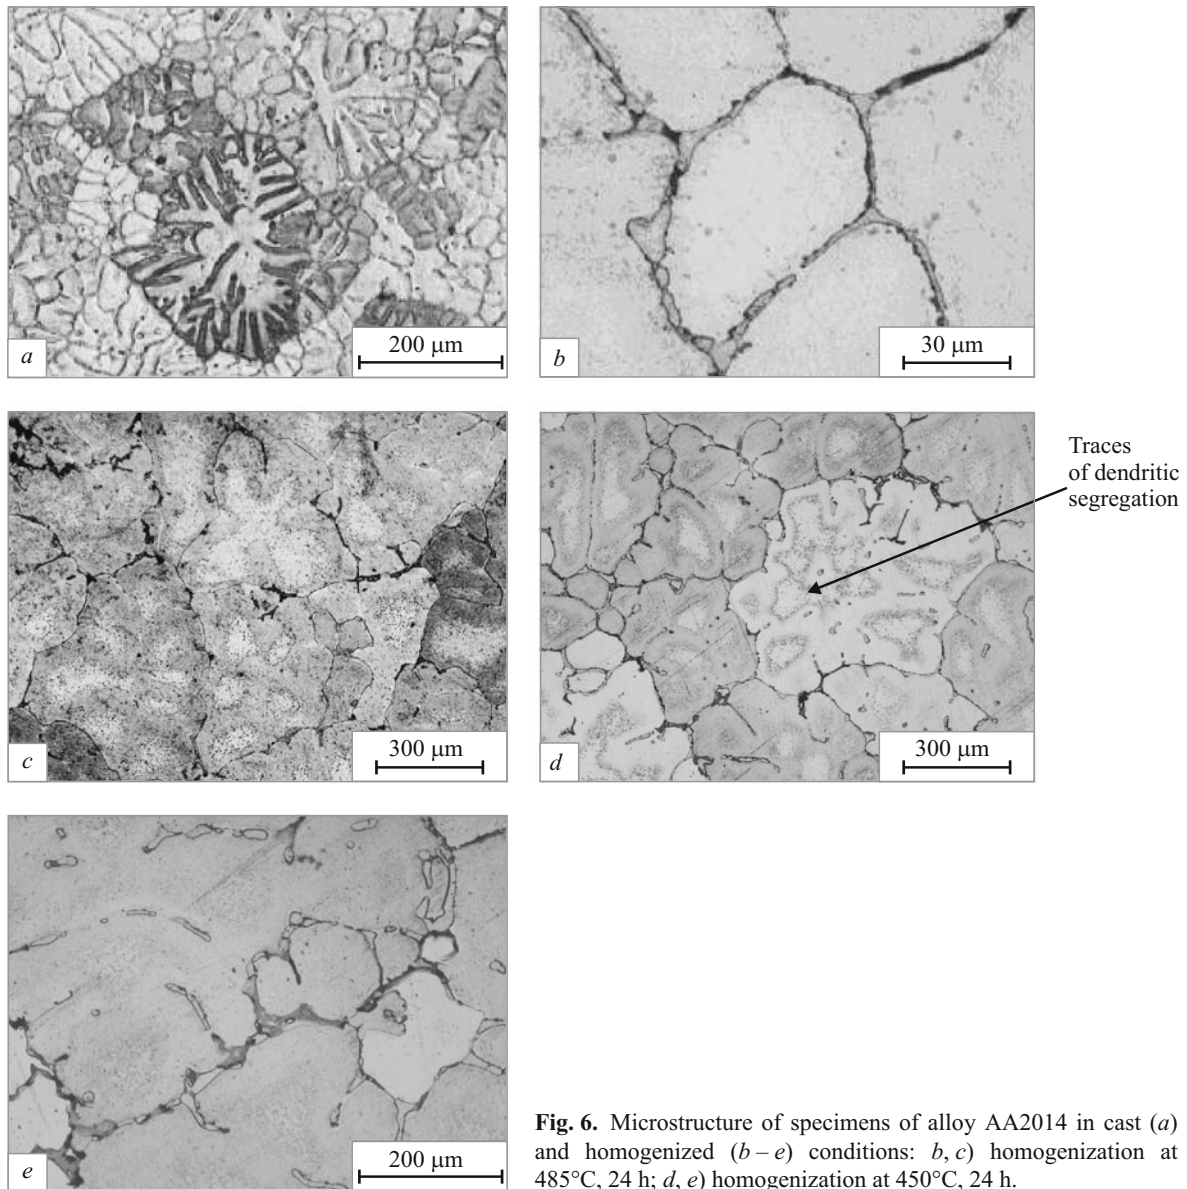 a
200 μm
b
30 μm
c
300 μm
d
300 μm
Traces
of dendritic
segregation
e
200 μm
Fig. 6. Microstructure of specimens of alloy AA2014 in cast (a)
and homogenized (b – e) conditions: b, c) homogenization at
485°C, 24 h; d, e) homogenization at 450°C, 24 h.